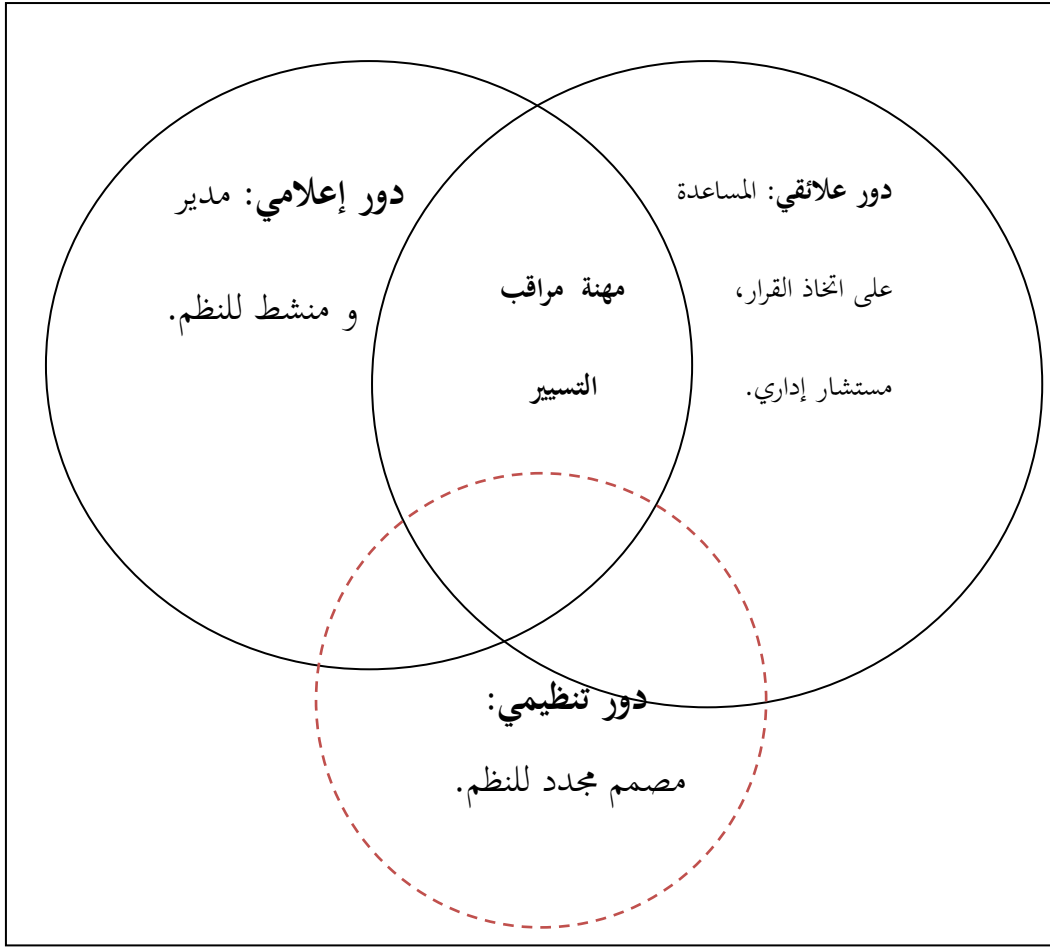 دور علائقي: المساعدة
على اتخاذ القرار،
مستشار إداري.
مهنة مراقب
التسيير
دور إعلامي: مدير
و منشط للنظم.
دور تنظيمي:
مصمم مجدد للنظم.